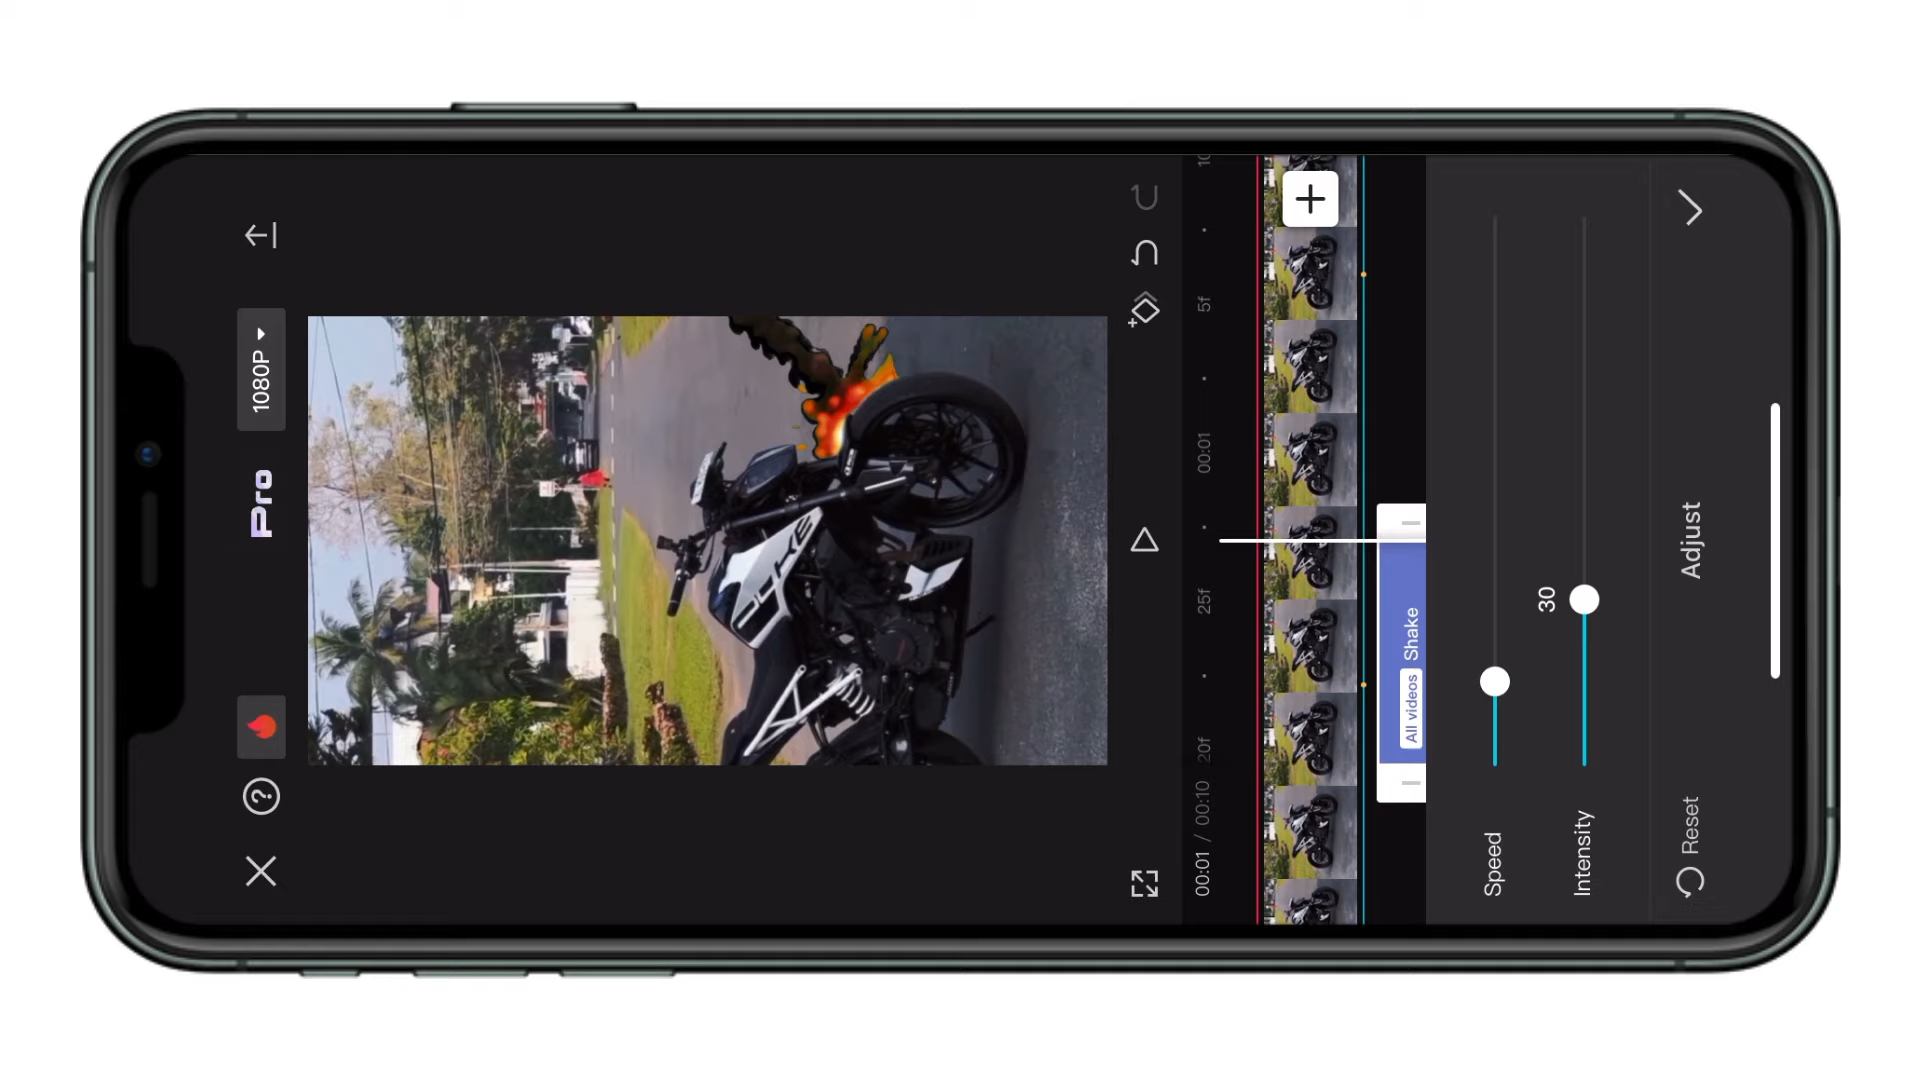 Pro
1080P
DUKE
00:01 / 00:10
20f
25f
00:01
5f
All videos Shake
Speed
30
Intensity
Reset
Adjust